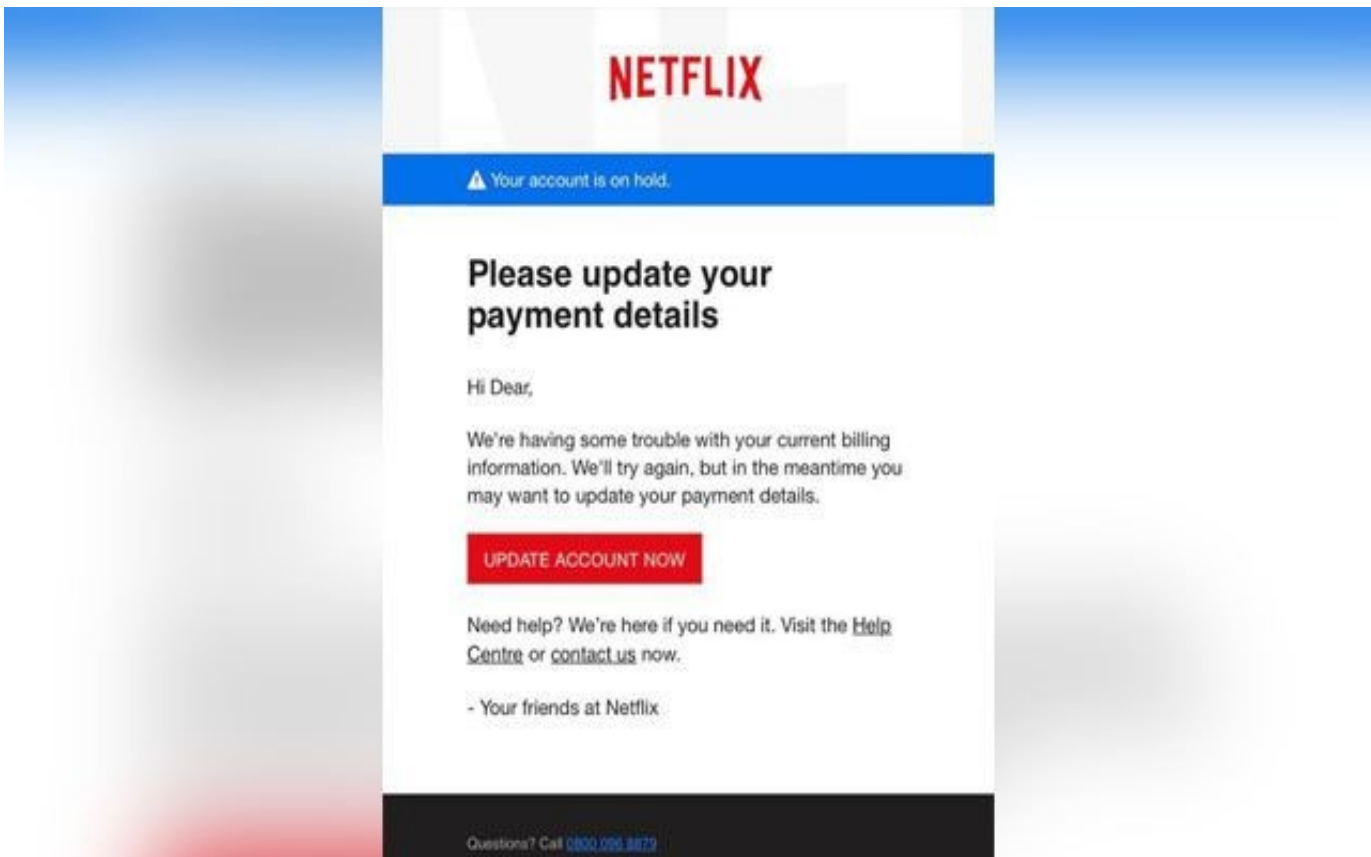 NETFLIX
Your account is on hold.
Please update your
payment details
Hi Dear,
We're having some trouble with your current billing
information. We'll try again, but in the meantime you
may want to update your payment details.
UPDATE ACCOUNT NOW
Need help? We're here if you need it. Visit the Help
Centre or contact us now.
- Your friends at Netflix
Questions? Call 0800 096 8879